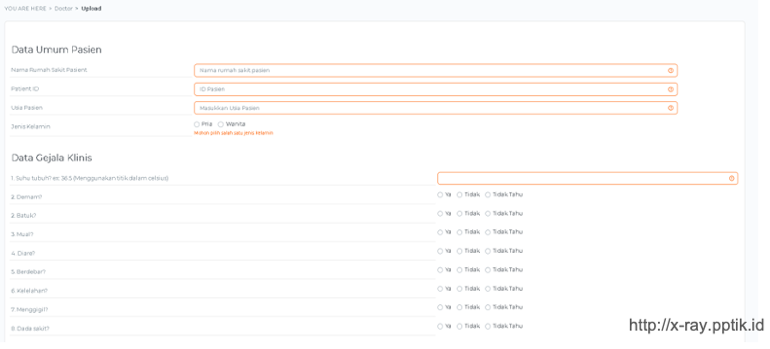 YOU ARE HERE > Doctor > Upload
Data Umum Pasien
Nama Rumah Sakit Pasient
Nama rumah sakit pasien
Patient ID
ID Pasien
Usia Pasien
Masukkan Usia Pasien
Jenis Kelamin
Pria Wanita
Mohon pilih salah satu jenis kelamin
Data Gejala Klinis
1. Suhu tubuh? ex: 36.5 (Menggunakan titik dalam celsius)
2. Demam? Ya Tidak Tidak Tahu
2. Batuk? Ya Tidak Tidak Tahu
3. Mual? Ya Tidak Tidak Tahu
4. Diare? Ya Tidak Tidak Tahu
5. Berdebar? Ya Tidak Tidak Tahu
6. Kelelahan? Ya Tidak Tidak Tahu
7. Menggigil? Ya Tidak Tidak Tahu
8. Dada sakit? Ya Tidak Tidak Tahu
http://x-ray.pptik.id